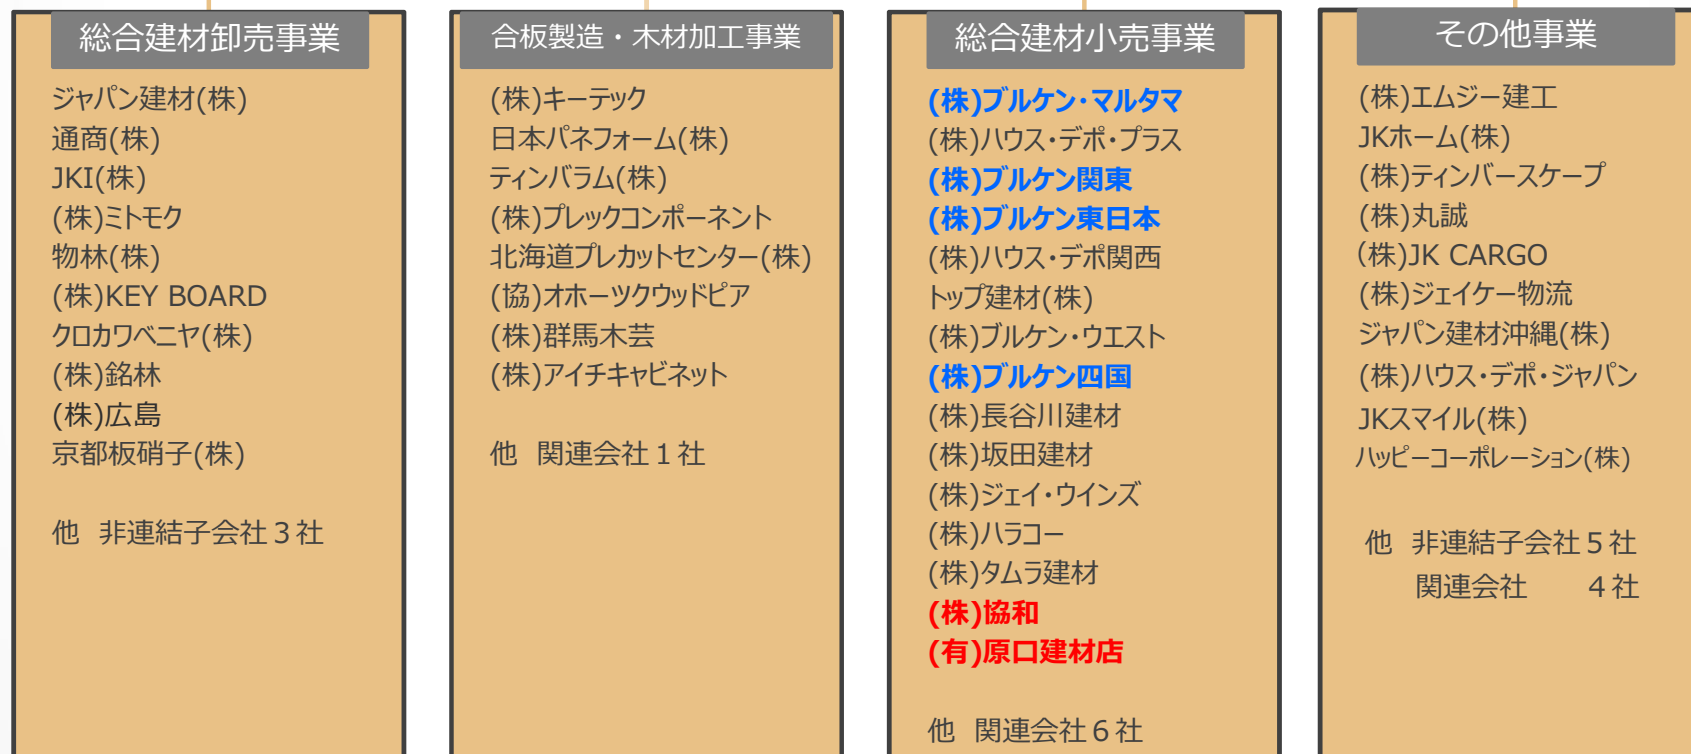 総合建材卸売事業
ジャパン建材(株)
通商(株)
JKI(株)
(株)ミトモク
物林(株)
(株)KEY BOARD
クロカワベニヤ(株)
(株)銘林
(株)広島
京都板硝子(株)
他 非連結子会社３社
合板製造・木材加工事業
(株)キーテック
日本パネフォーム(株)
ティンバラム(株)
(株)プレックコンポーネント
北海道プレカットセンター(株)
(協)オホーツクウッドピア
(株)群馬木芸
(株)アイチキャビネット
他 関連会社１社
総合建材小売事業
(株)ブルケン・マルタマ
(株)ハウス・デポ・プラス
(株)ブルケン関東
(株)ブルケン東日本
(株)ハウス・デポ関西
トップ建材(株)
(株)ブルケン・ウエスト
(株)ブルケン四国
(株)長谷川建材
(株)坂田建材
(株)ジェイ・ウインズ
(株)ハラコー
(株)タムラ建材
(株)協和
(有)原口建材店
他 関連会社６社
その他事業
(株)エムジー建工
JKホーム(株)
(株)ティンバースケープ
(株)丸誠
(株)JK CARGO
(株)ジェイケー物流
ジャパン建材沖縄(株)
(株)ハウス・デポ・ジャパン
JKスマイル(株)
ハッピーコーポレーション(株)
他 非連結子会社５社
関連会社 ４社